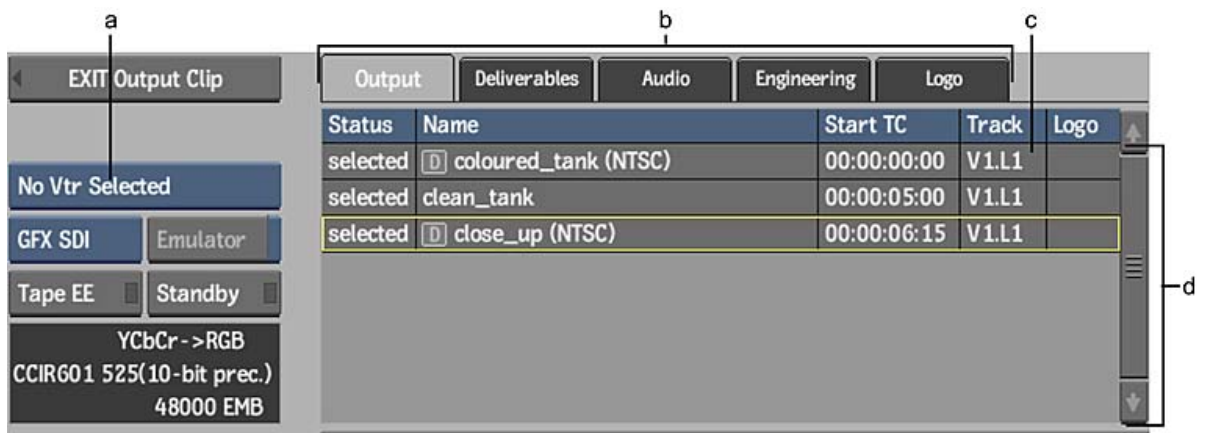 a b c
EXIT Output Clip
Output Deliverables Audio Engineering Logo
Status Name Start TC Track Logo
selected D coloured_tank (NTSC) 00:00:00:00 V1.L1
No Vtr Selected
selected clean_tank 00:00:05:00 V1.L1
GFX SDI Emulator
selected D close_up (NTSC) 00:00:06:15 V1.L1
Tape EE Standby
d
YCbCr->RGB
CCIR601 525(10-bit prec.)
48000 EMB